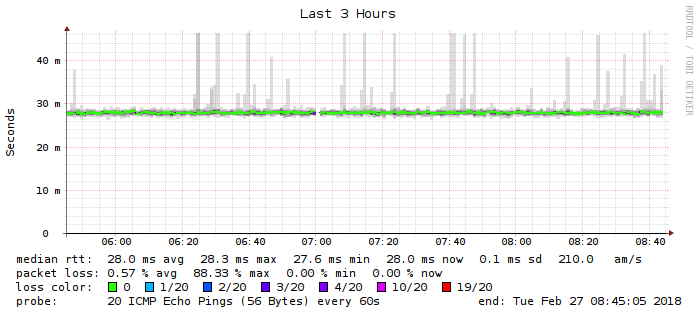 Last 3 Hours
RRDTOOL / TOBI OETIKER
Seconds
40 m
30 m
20 m
10 m
0
06:00 06:20 06:40 07:00 07:20 07:40 08:00 08:20 08:40
median rtt: 28.0 ms avg 28.3 ms max 27.6 ms min 28.0 ms now 0.1 ms sd 210.0 am/s
packet loss: 0.57 % avg 88.33 % max 0.00 % min 0.00 % now
loss color: 0 1/20 2/20 3/20 4/20 10/20 19/20
probe: 20 ICMP Echo Pings (56 Bytes) every 60s end: Tue Feb 27 08:45:05 2018